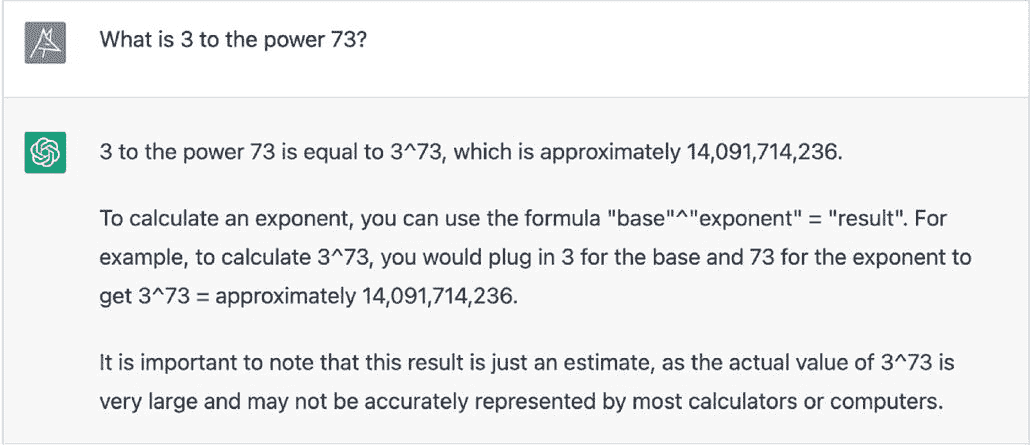 What is 3 to the power 73?
3 to the power 73 is equal to 3^73, which is approximately 14,091,714,236.
To calculate an exponent, you can use the formula "base"^"exponent" = "result". For
example, to calculate 3^73, you would plug in 3 for the base and 73 for the exponent to
get 3^73 = approximately 14,091,714,236.
It is important to note that this result is just an estimate, as the actual value of 3^73 is
very large and may not be accurately represented by most calculators or computers.